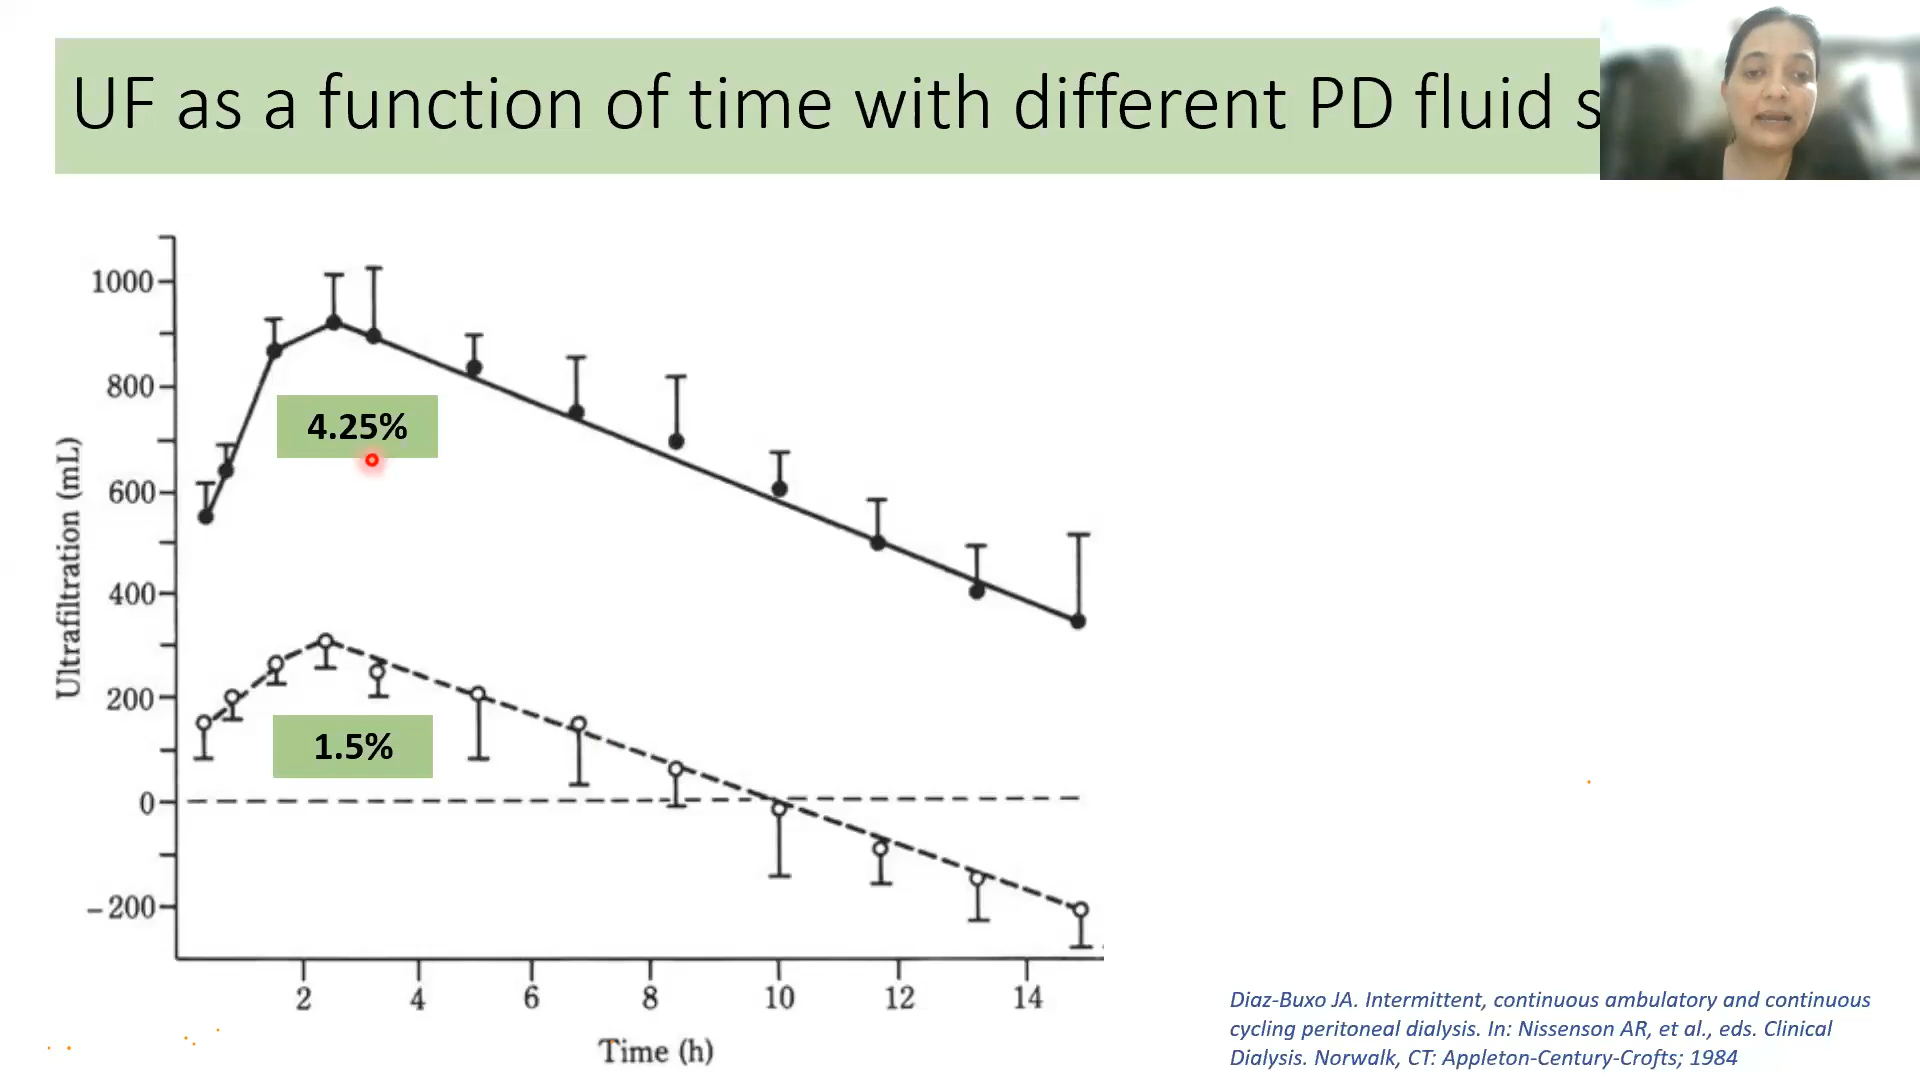 UF as a function of time with different PD fluid s
1000
800
600
400
200
0
-200
Ultrafiltration (mL)
4.25%
1.5%
2 4 6 8 10 12 14
Time (h)
Diaz-Buxo JA. Intermittent, continuous ambulatory and continuous
cycling peritoneal dialysis. In: Nissenson AR, et al., eds. Clinical
Dialysis. Norwalk, CT: Appleton-Century-Crofts; 1984